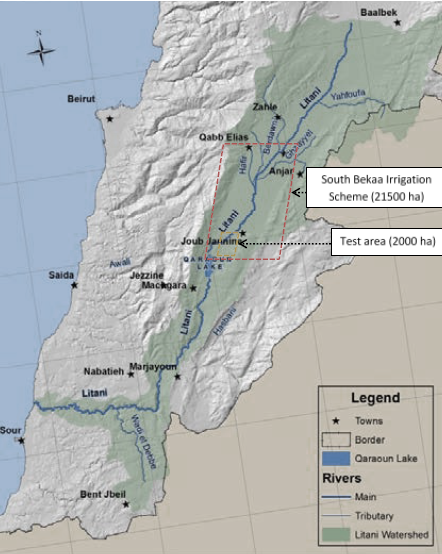 Baalbek
Litani
Yahfoufa
Beirut
Zahle
Berdawni
Qabb Elias
Ghzayyel
Hafir
Anjar
South Bekaa Irrigation
Scheme (21500 ha)
Litani
Joub Jannine
Test area (2000 ha)
QARAOUN
LAKE
Awali
Saida
Jezzine
Machgara
Litani
Hasbani
Nabatieh
Marjayoun
Litani
Sour
Wadi el Debbe
Bent Jbeil
Legend
Towns
Border
Qaraoun Lake
Rivers
Main
Tributary
Litani Watershed